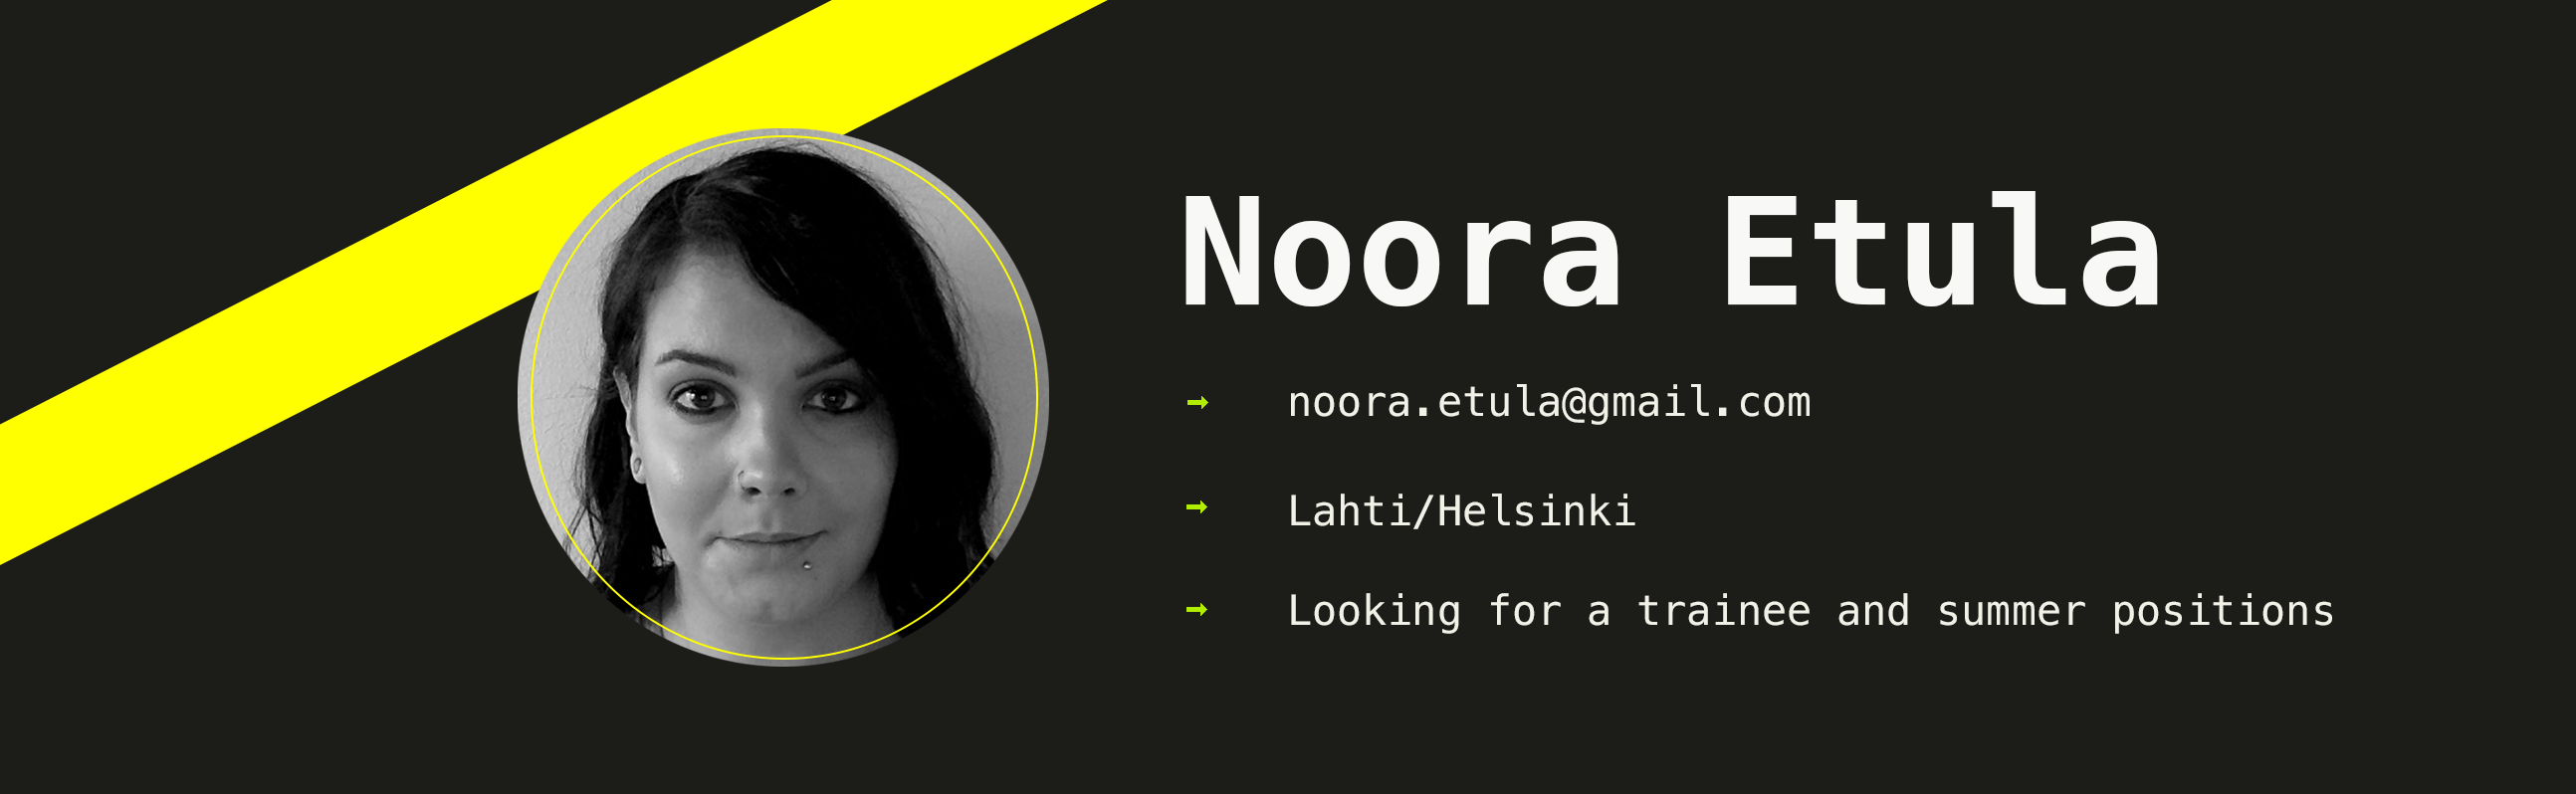 Noora Etula
→ noora.etula@gmail.com
→ Lahti/Helsinki
→ Looking for a trainee and summer positions